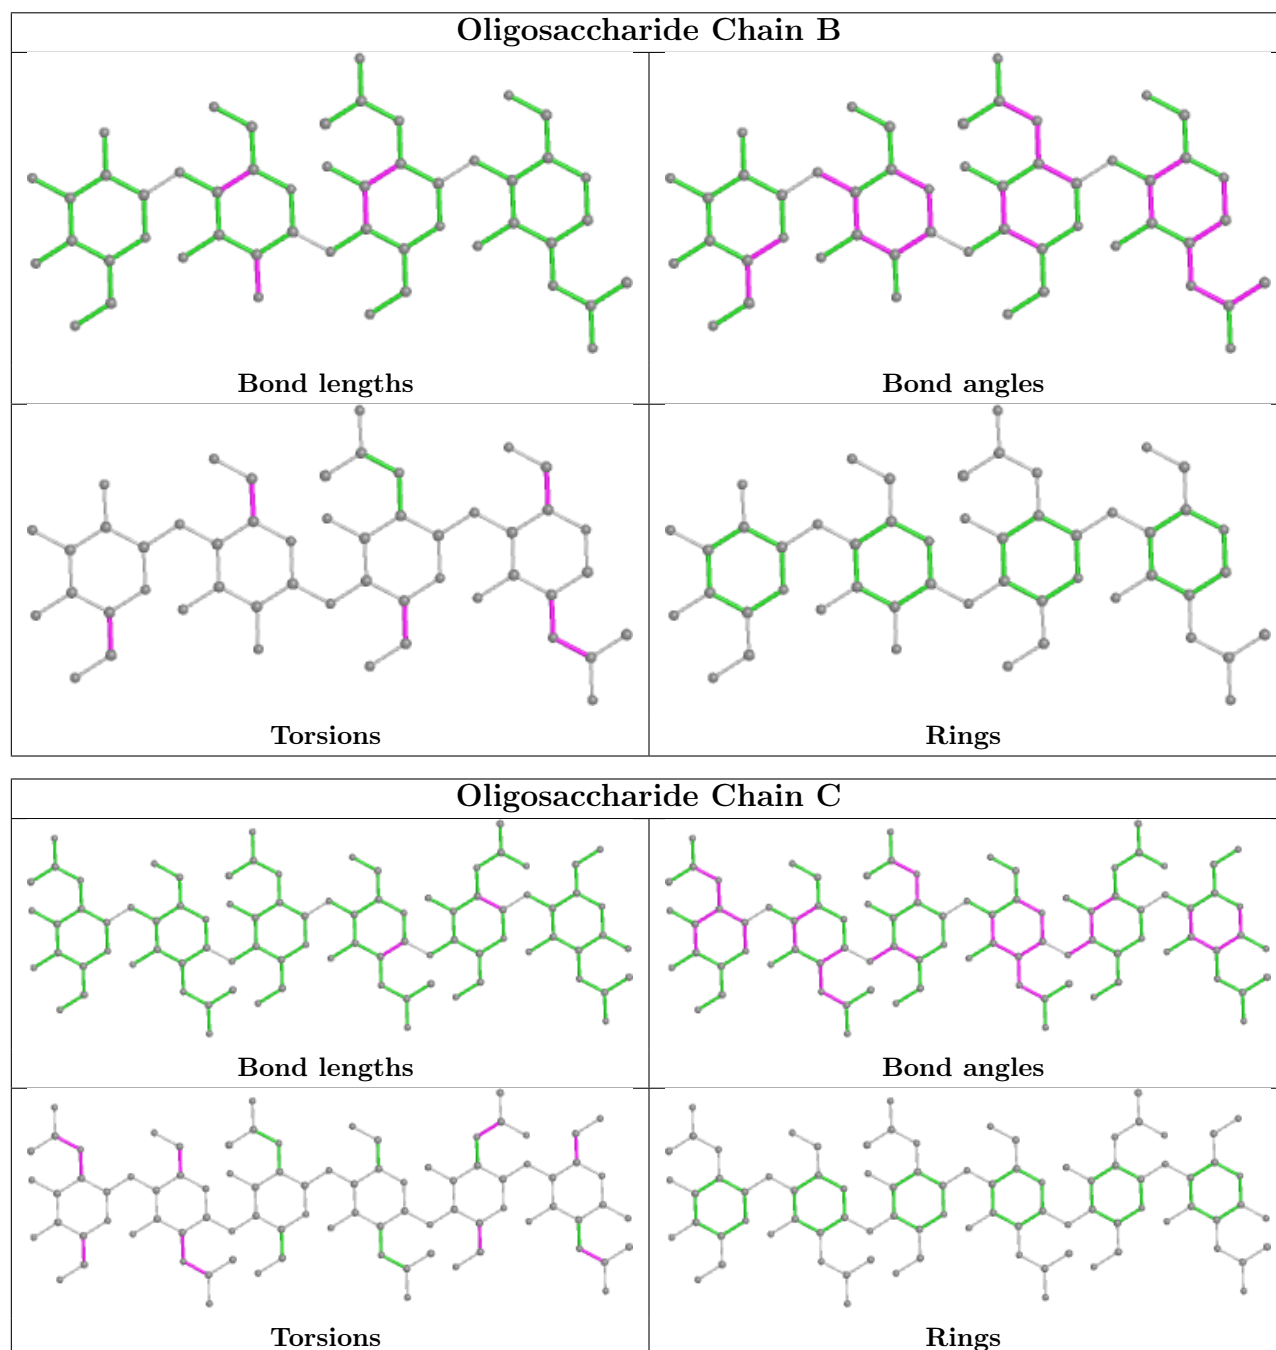 Oligosaccharide Chain B
Bond lengths
Bond angles
Torsions
Rings
Oligosaccharide Chain C
Bond lengths
Bond angles
Torsions
Rings